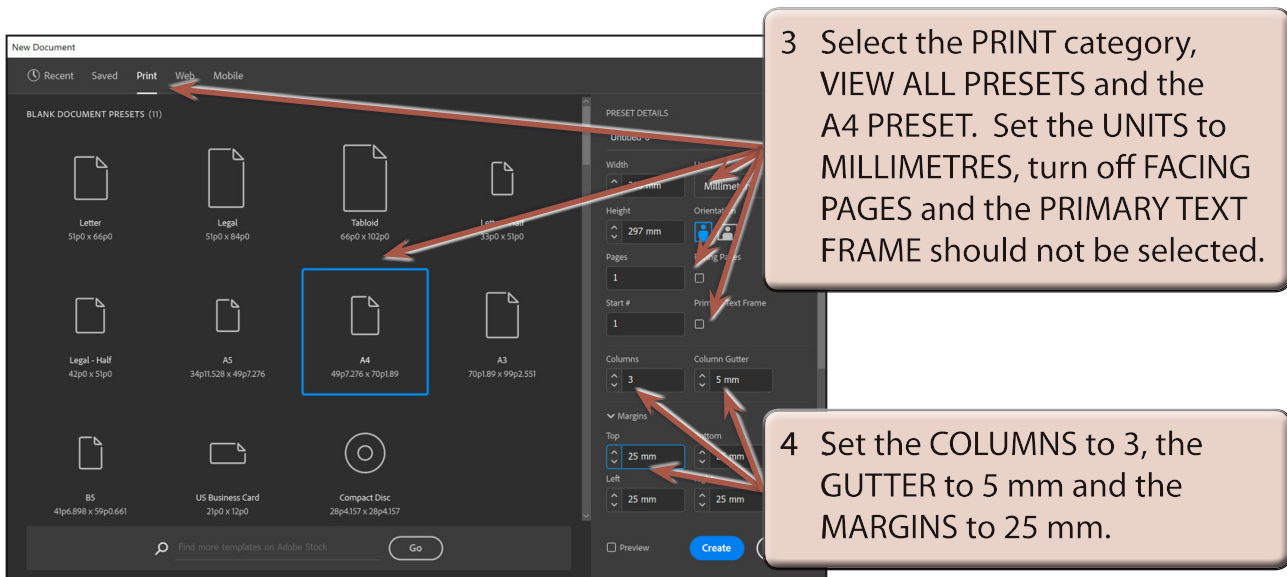 New Document
Recent Saved Print Web Mobile
BLANK DOCUMENT PRESETS (11)
Letter
51p0 x 66p0
Legal
51p0 x 84p0
Tabloid
66p0 x 102p0
33p0 x 51p0
Legal - Half
42p0 x 51p0
A5
34p11.528 x 49p7.276
A4
49p7.276 x 70p1.89
A3
70p1.89 x 99p2.551
B5
41p6.898 x 59p0.661
US Business Card
21p0 x 12p0
Compact Disc
28p4.157 x 28p4.157
Find more templates on Adobe Stock
Go
PRESET DETAILS
Width
mm
Height
Orientation
297 mm
Pages
Pages
1
Start #
Text Frame
1
Columns
Column Gutter
3
5 mm
Margins
Top
25 mm
mm
Left
25 mm
25 mm
Preview
Create
3 Select the PRINT category,
VIEW ALL PRESETS and the
A4 PRESET. Set the UNITS to
MILLIMETRES, turn off FACING
PAGES and the PRIMARY TEXT
FRAME should not be selected.
4 Set the COLUMNS to 3, the
GUTTER to 5 mm and the
MARGINS to 25 mm.